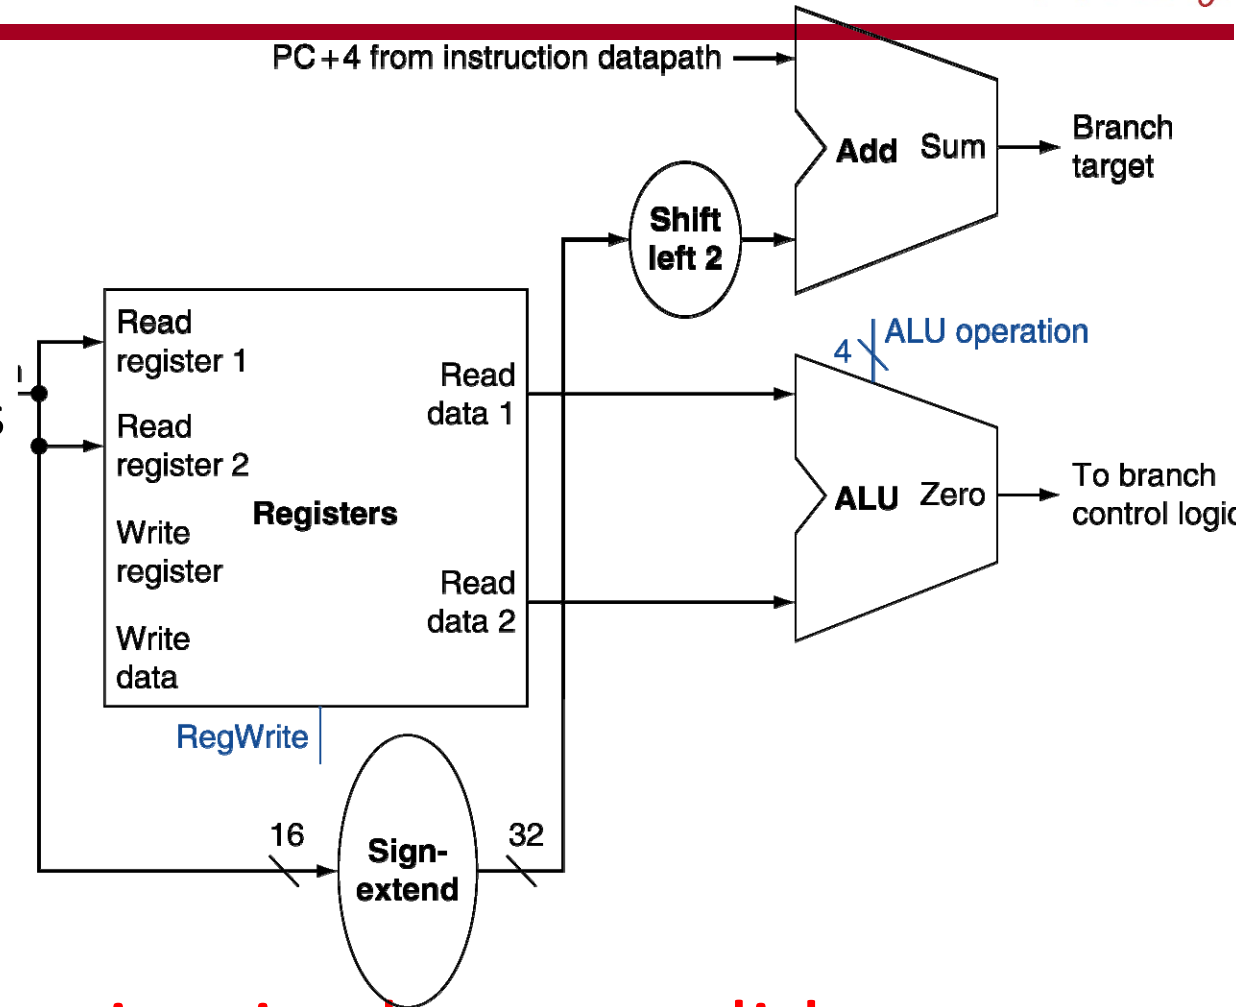 PC+4 from instruction datapath
Add Sum
Branch
target
Shift
left 2
4
ALU operation
Read
register 1
Read
data 1
Read
register 2
Registers
ALU Zero
To branch
Write
register
Read
data 2
Write
data
RegWrite
16
32
Sign-
extend